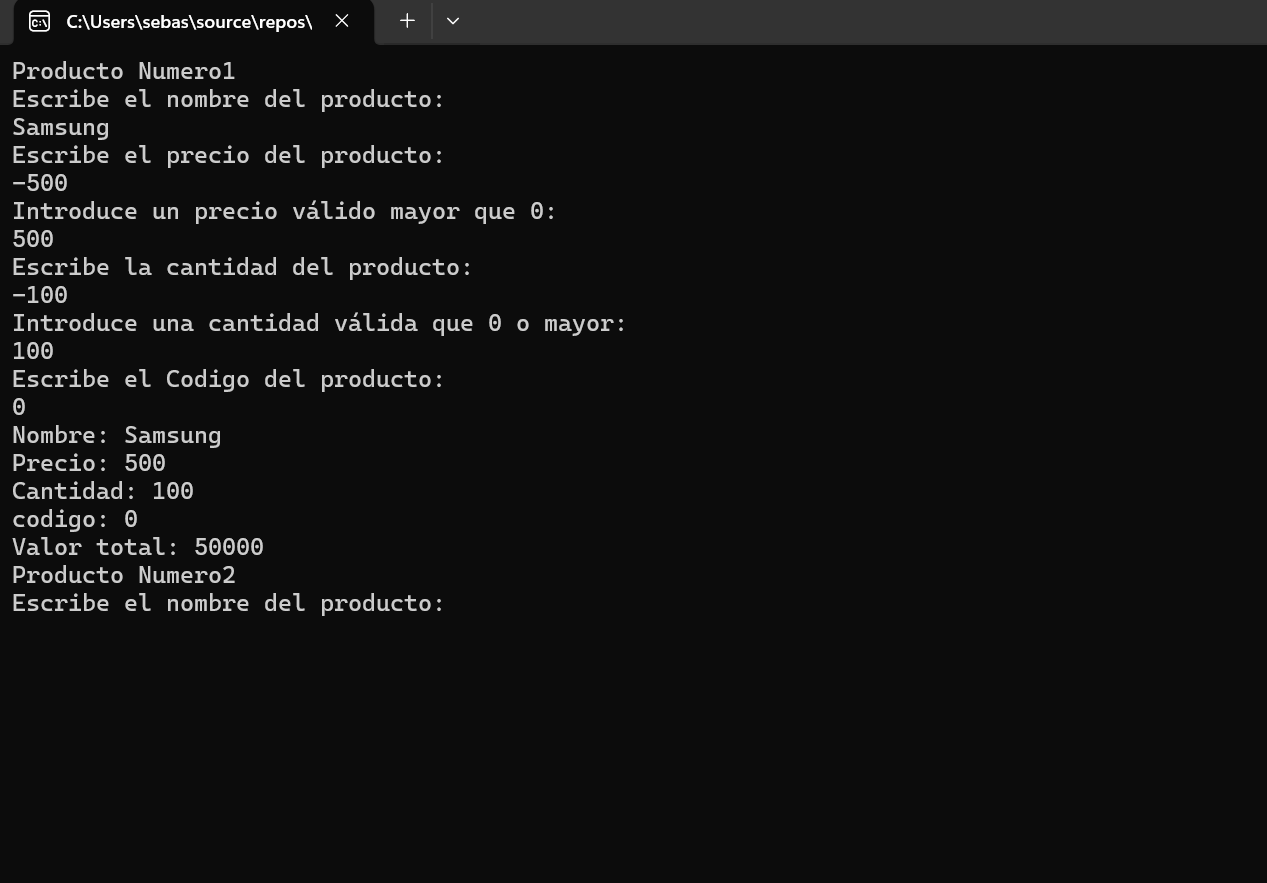 C:\Users\sebas\source\repos\
Producto Numero1
Escribe el nombre del producto:
Samsung
Escribe el precio del producto:
-500
Introduce un precio válido mayor que 0:
500
Escribe la cantidad del producto:
-100
Introduce una cantidad válida que 0 o mayor:
100
Escribe el Codigo del producto:
0
Nombre: Samsung
Precio: 500
Cantidad: 100
codigo: 0
Valor total: 50000
Producto Numero2
Escribe el nombre del producto: